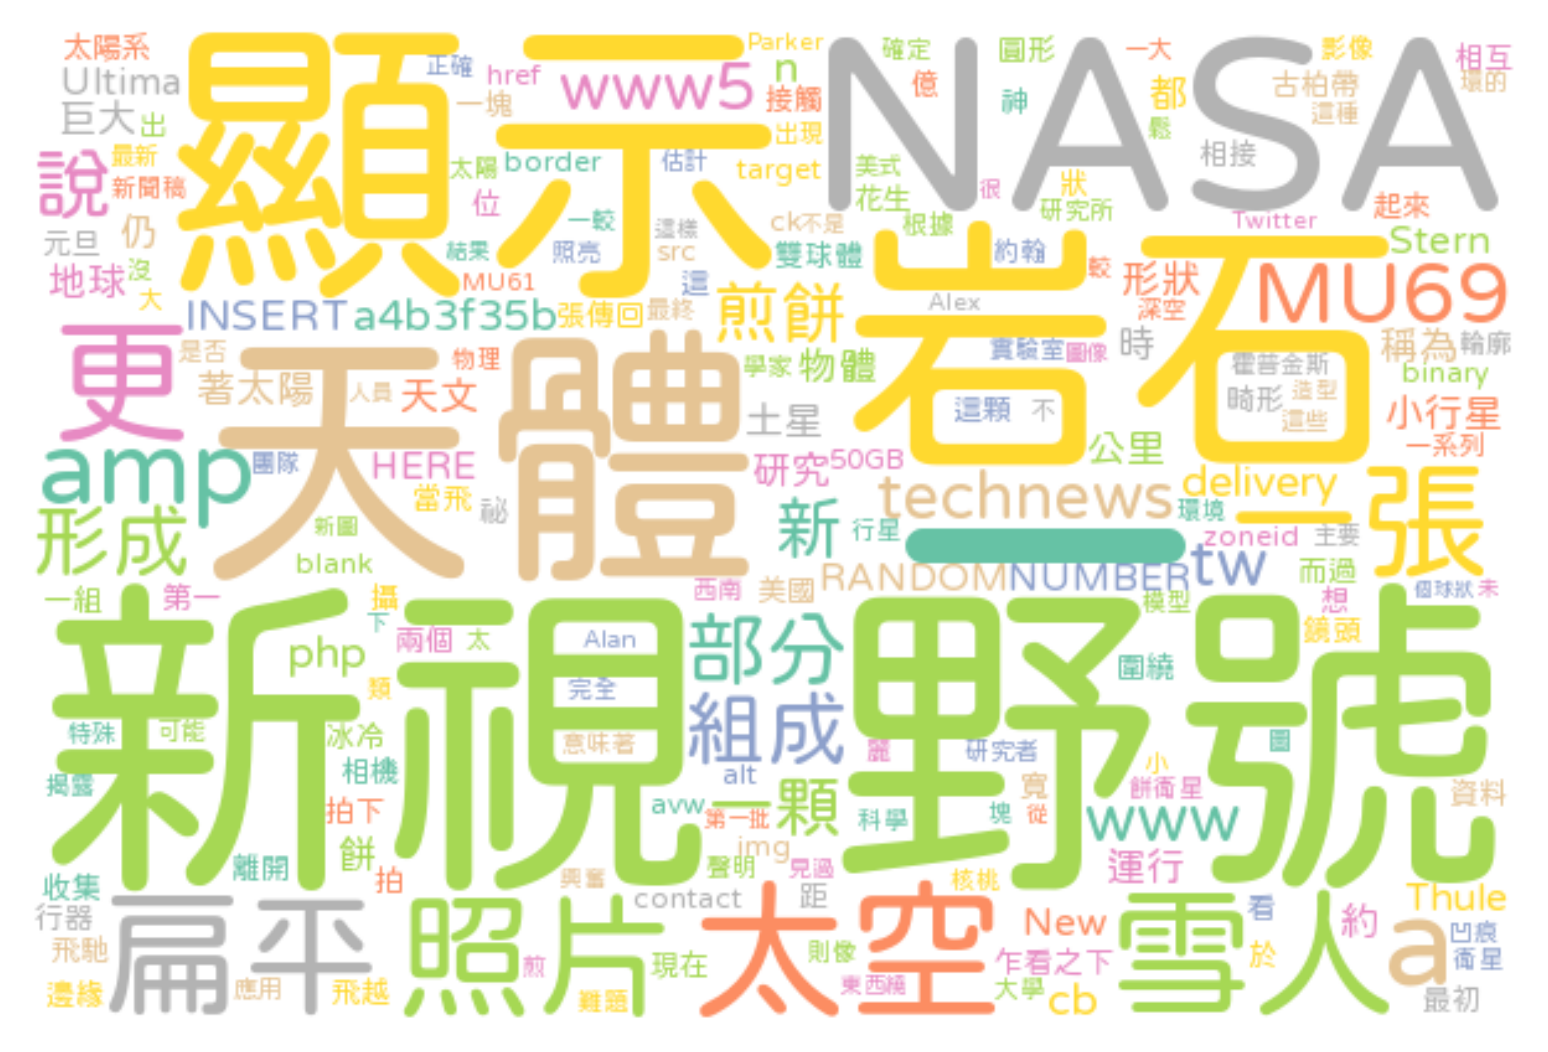 太陽系
顯示
Parker
NASA
確定
圓形
一大
影像
相互
Ultima
正確
href
www5
n
接觸
億
神
都
古柏帶
環的
巨大
出
一塊
出現
鬆
這種
說
最新
新聞稿
太陽
border
估計
target
美式
花生
很
狀
相接
研究所
位
一較
這樣
ck
不是
根據
Twitter
起來
元旦
仍
結果
照亮
src
雙球體
岩石
約翰
較
形狀
Stern
地球
沒
大
MU61
這
煎餅
Alex
深空
MU69
INSERT
a4b3f35b
張傳回
最終
更
是否
天體
物理
學家
物體
實驗室
圖像
時
霍普金斯
稱為
輪廓
著太陽
人員
天文
土星
這顆
不
畸形
造型
這些
binary
小行星
amp
團隊
HERE
研究
50GB
公里
一系列
當飛
祕
technews
delivery
一張
形成
新圖
新
行星
環境
zoneid
主要
blank
一
tw
而過
一組
第一
攝
西南
美國
RANDOM
NUMBER
模型
想
個球狀
未
新視野號
php
下
兩個
太
Alan
部分
圍繞
鏡頭
類
完全
組成
特殊
可能
冰冷
意味著
麗
研究者
圖
揭露
相機
alt
小
餅衛星
寬
資料
拍下
avw
一顆
第一批
科學
塊
從
www
餅
img
離開
聲明
見過
運行
收集
拍
興奮
核桃
行器
扁平
照片
contact
距
太空
New
雪人
看
約
Thule
a
凹痕
飛馳
煎
現在
則像
乍看之下
於
衛星
邊緣
應用
飛越
難題
東西繞
大學
cb
最初